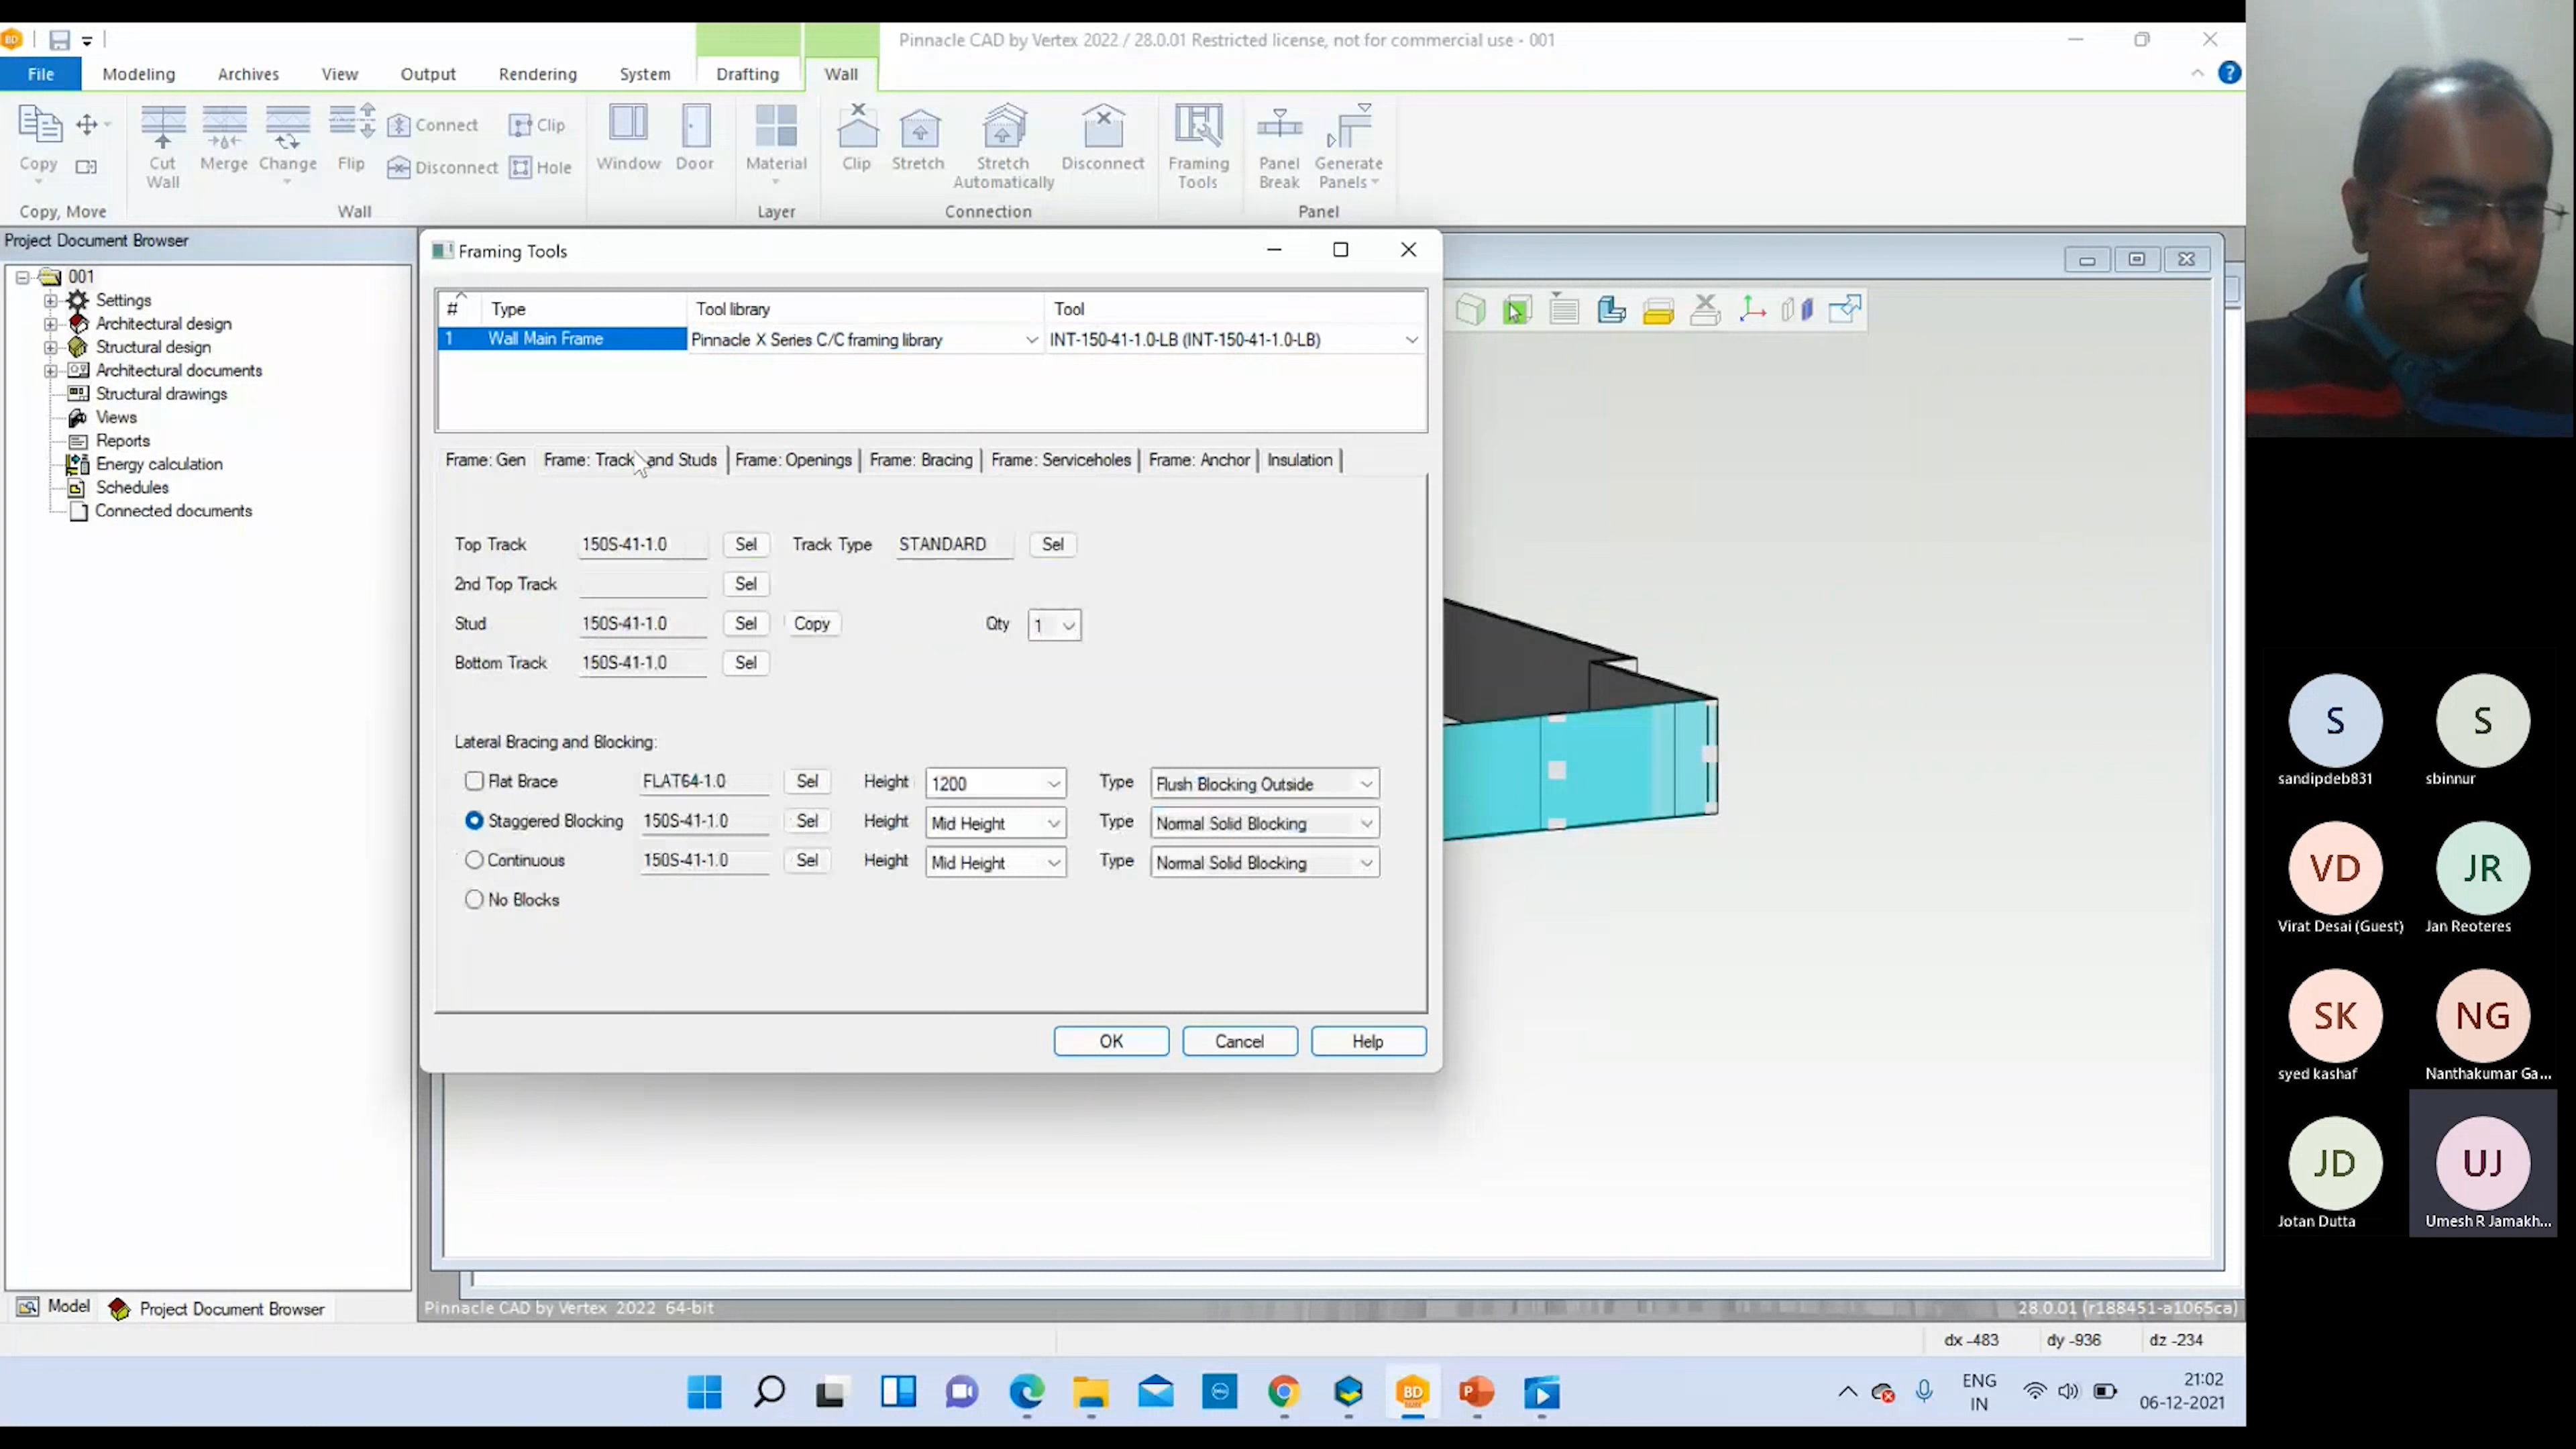 BD
Pinnacle CAD by Vertex 2022 / 28.0.01 Restricted license, not for commercial use - 001
File Modeling Archives View Output Rendering System Drafting Wall
?
Copy
Cut Wall
Merge
Change
Flip
Connect
Disconnect
Clip
Hole
Window
Door
Material
Clip
Stretch
Stretch Automatically
Disconnect
Framing Tools
Panel Break
Generate Panels
Copy, Move
Wall
Layer
Connection
Panel
Project Document Browser
001
Settings
Architectural design
Structural design
Architectural documents
Structural drawings
Views
Reports
Energy calculation
Schedules
Connected documents
Framing Tools
# Type Tool library Tool
1 Wall Main Frame Pinnacle X Series C/C framing library INT-150-41-1.0-LB (INT-150-41-1.0-LB)
Frame: Gen Frame: Track and Studs Frame: Openings Frame: Bracing Frame: Serviceholes Frame: Anchor Insulation
Top Track 150S-41-1.0 Sel Track Type STANDARD Sel
2nd Top Track Sel
Stud 150S-41-1.0 Sel Copy Qty 1
Bottom Track 150S-41-1.0 Sel
Lateral Bracing and Blocking:
Flat Brace FLAT64-1.0 Sel Height 1200 Type Flush Blocking Outside
Staggered Blocking 150S-41-1.0 Sel Height Mid Height Type Normal Solid Blocking
Continuous 150S-41-1.0 Sel Height Mid Height Type Normal Solid Blocking
No Blocks
OK Cancel Help
Model Project Document Browser
Pinnacle CAD by Vertex 2022 64-bit
28.0.01 (r188451-a1065ca)
dx -483 dy -936 dz -234
BD
P
ENG
IN
21:02
06-12-2021
S S
sandipdeb831 sbinnur
VD JR
Virat Desai (Guest) Jan Reoteres
SK NG
syed kashaf Nanthakumar Ga...
JD UJ
Jotan Dutta Umesh R Jamakh...